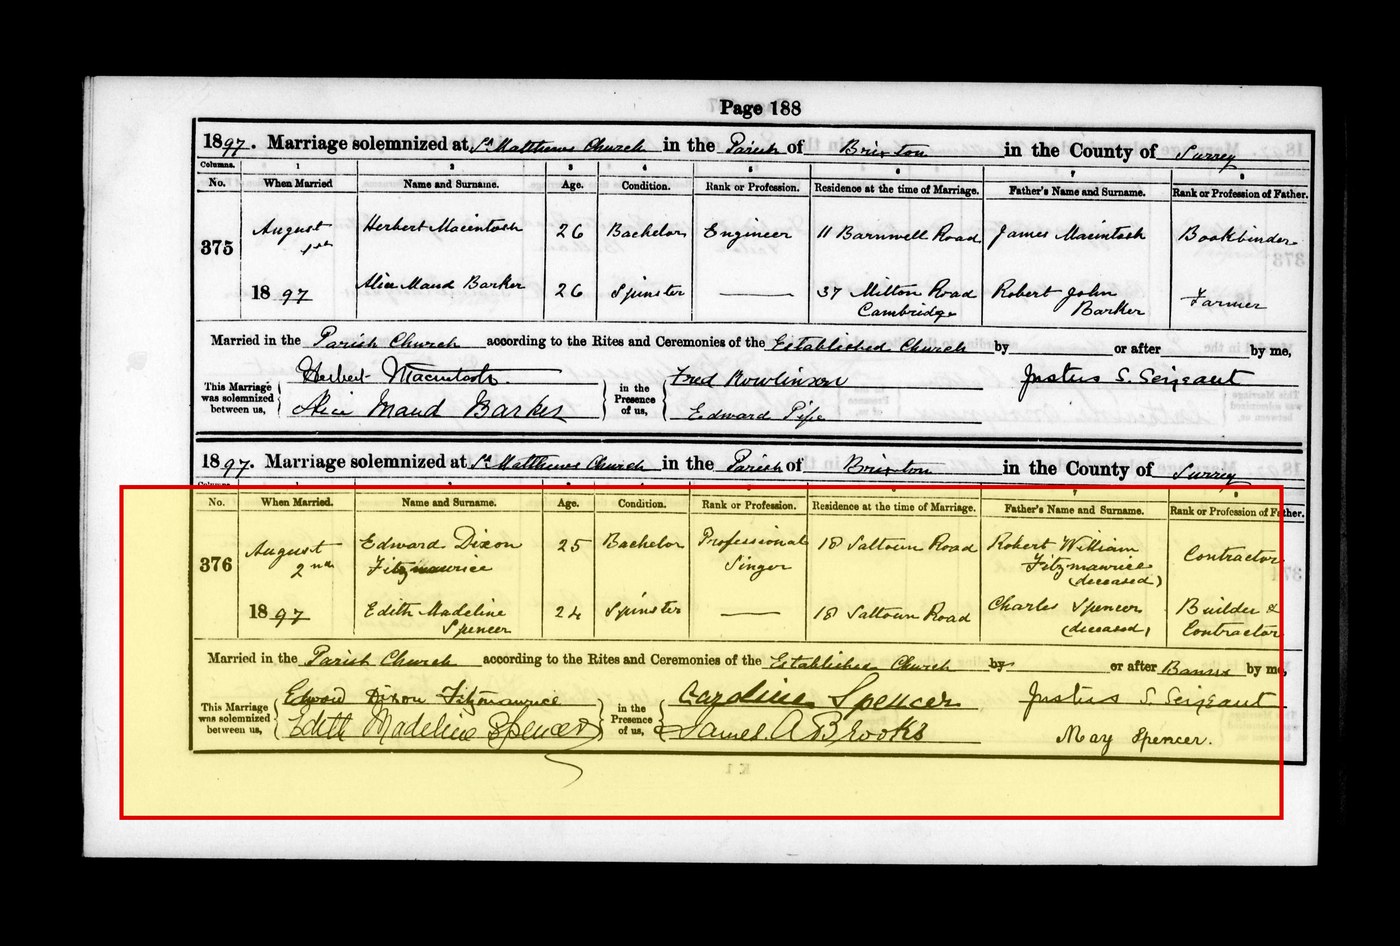 Page 188
1897. Marriage solemnized at St Matthews Church in the Parish of Brixton in the County of Surrey
Columns. 1 2 3 4 5 6 7 8
No. When Married. Name and Surname. Age. Condition. Rank or Profession. Residence at the time of Marriage. Father's Name and Surname. Rank or Profession of Father.
375 August 1st 1897 Herbert Macintosh 26 Bachelor Engineer 11 Barnwell Road James Macintosh Bookbinder
Alice Maud Barker 26 Spinster 37 Milton Road Cambridge Robert John Barker Farmer
Married in the Parish Church according to the Rites and Ceremonies of the Established Church by or after by me,
This Marriage was solemnized between us, Herbert Macintosh in the Presence of us, Fred Rowlinson Justus S. Seigeant
Alice Maud Barker Edward Pipe
1897. Marriage solemnized at St Matthews Church in the Parish of Brixton in the County of Surrey
Columns. 1 7 8
No. When Married. Name and Surname. Age. Condition. Rank or Profession. Residence at the time of Marriage. Father's Name and Surname. Rank or Profession of Father.
376 August 2nd 1897 Edward Dixon Fitzmaurice 25 Bachelor Professional Singer 18 Saltoun Road Robert William Fitzmaurice (deceased) Contractor
Edith Madeline Spencer 24 Spinster 18 Saltoun Road Charles Spencer (deceased) Builder & Contractor
Married in the Parish Church according to the Rites and Ceremonies of the Established Church by or after Banns by me,
This Marriage was solemnized between us, Edward Dixon Fitzmaurice in the Presence of us, Caroline Spencer Justus S. Seigeant
Edith Madeline Spencer James A Brooks May Spencer.